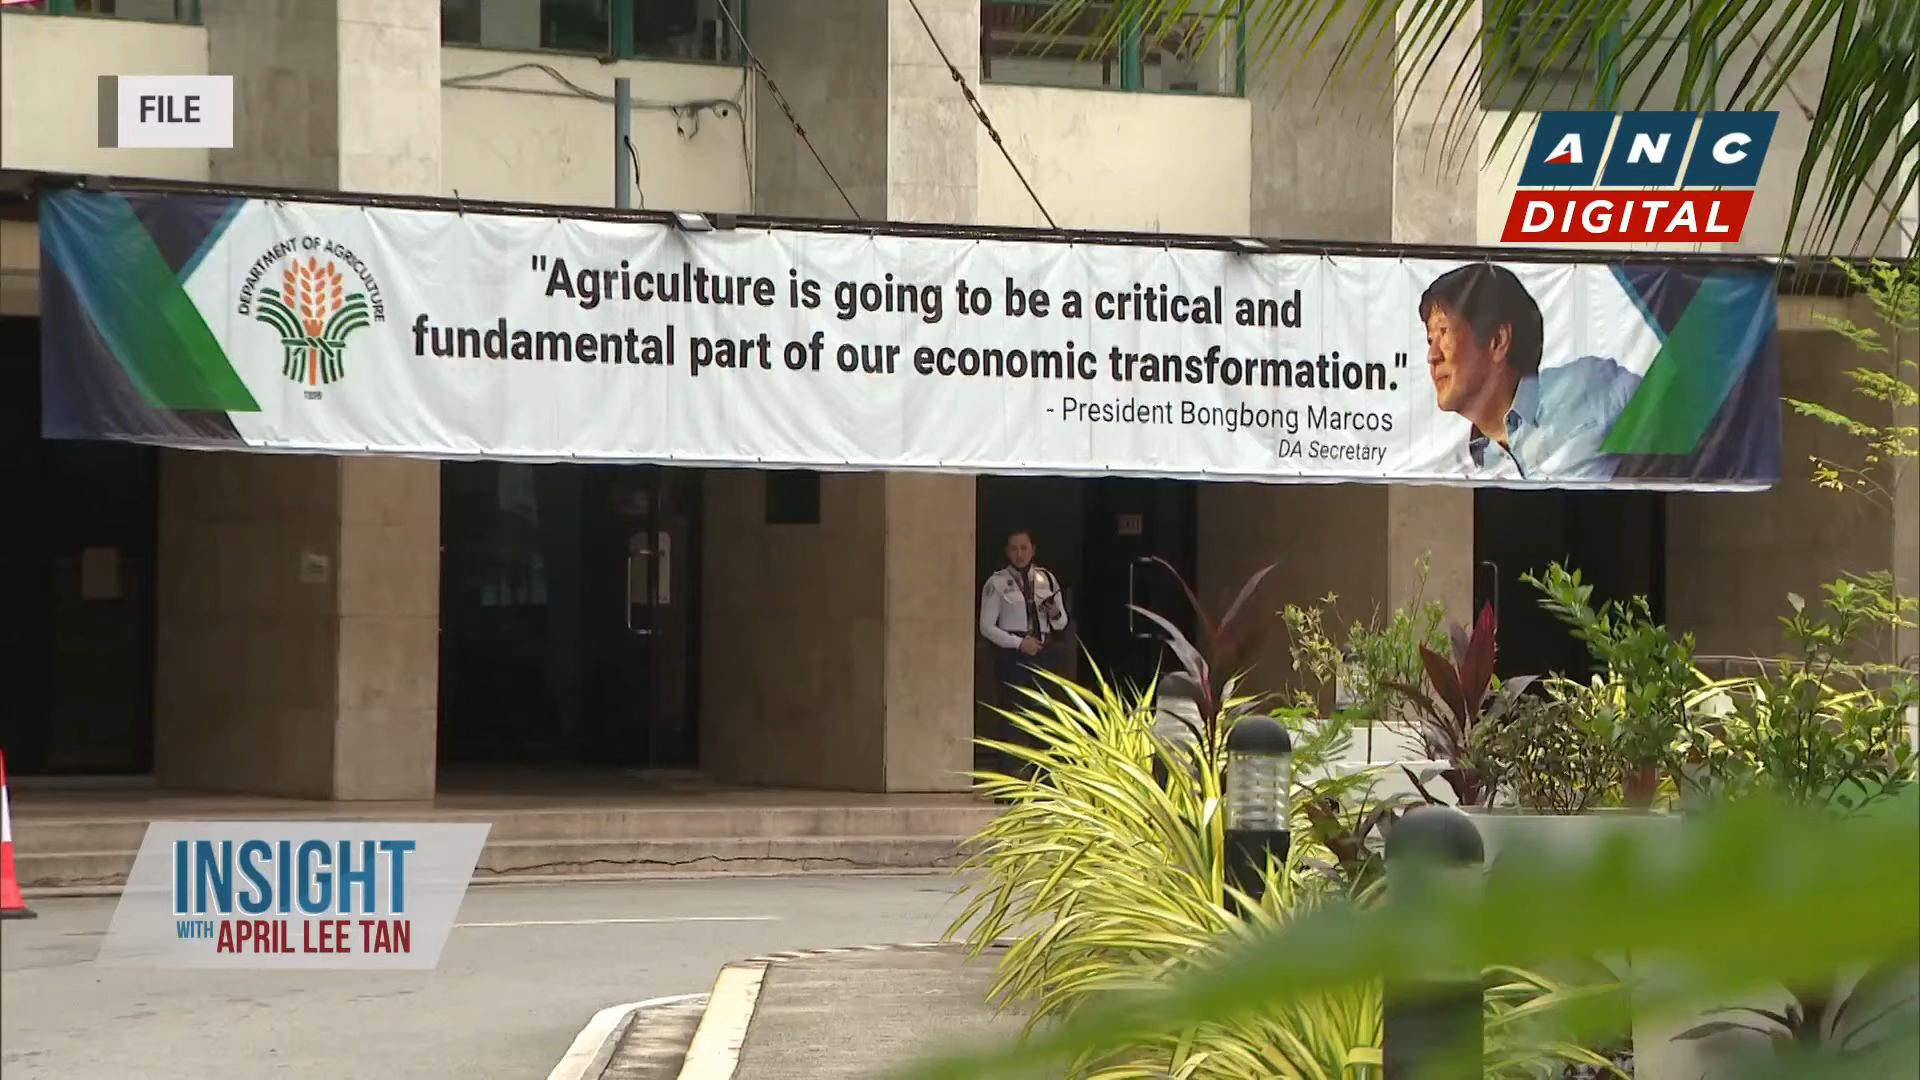 FILE
ANC
DIGITAL
DEPARTMENT OF AGRICULTURE
"Agriculture is going to be a critical and
fundamental part of our economic transformation."
- President Bongbong Marcos
DA Secretary
INSIGHT
WITH APRIL LEE TAN